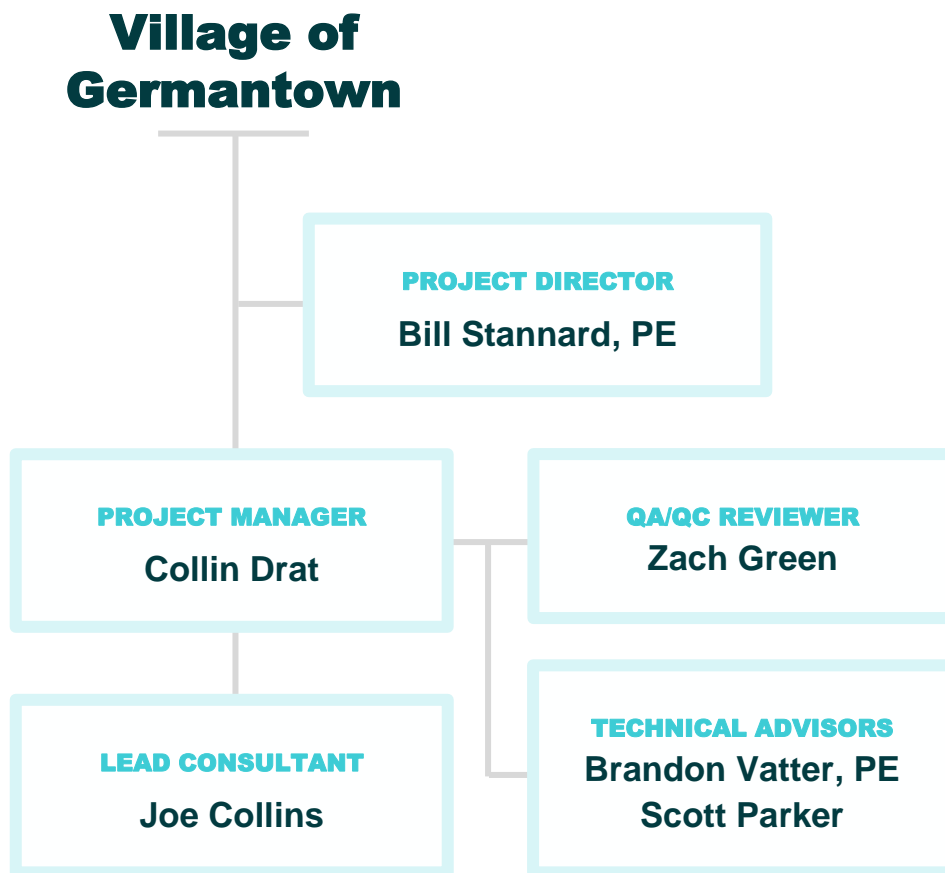 Village of
Germantown
PROJECT DIRECTOR
Bill Stannard, PE
PROJECT MANAGER
Collin Drat
QA/QC REVIEWER
Zach Green
LEAD CONSULTANT
Joe Collins
TECHNICAL ADVISORS
Brandon Vatter, PE
Scott Parker